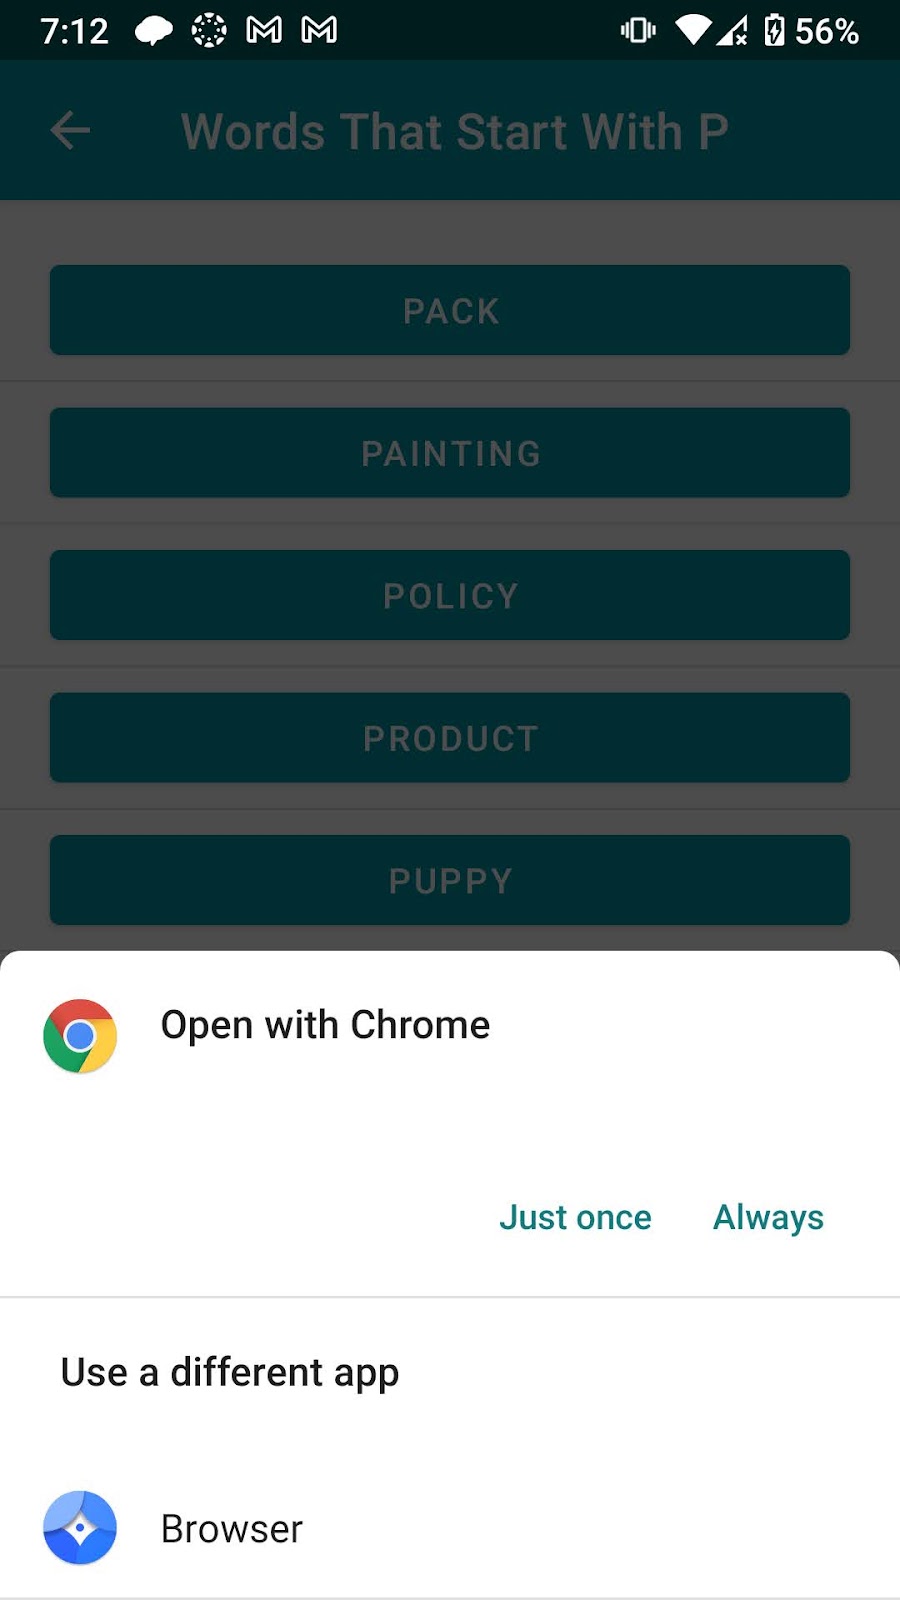 7:12 56%
Words That Start With P
PACK
PAINTING
POLICY
PRODUCT
PUPPY
Open with Chrome
Just once Always
Use a different app
Browser